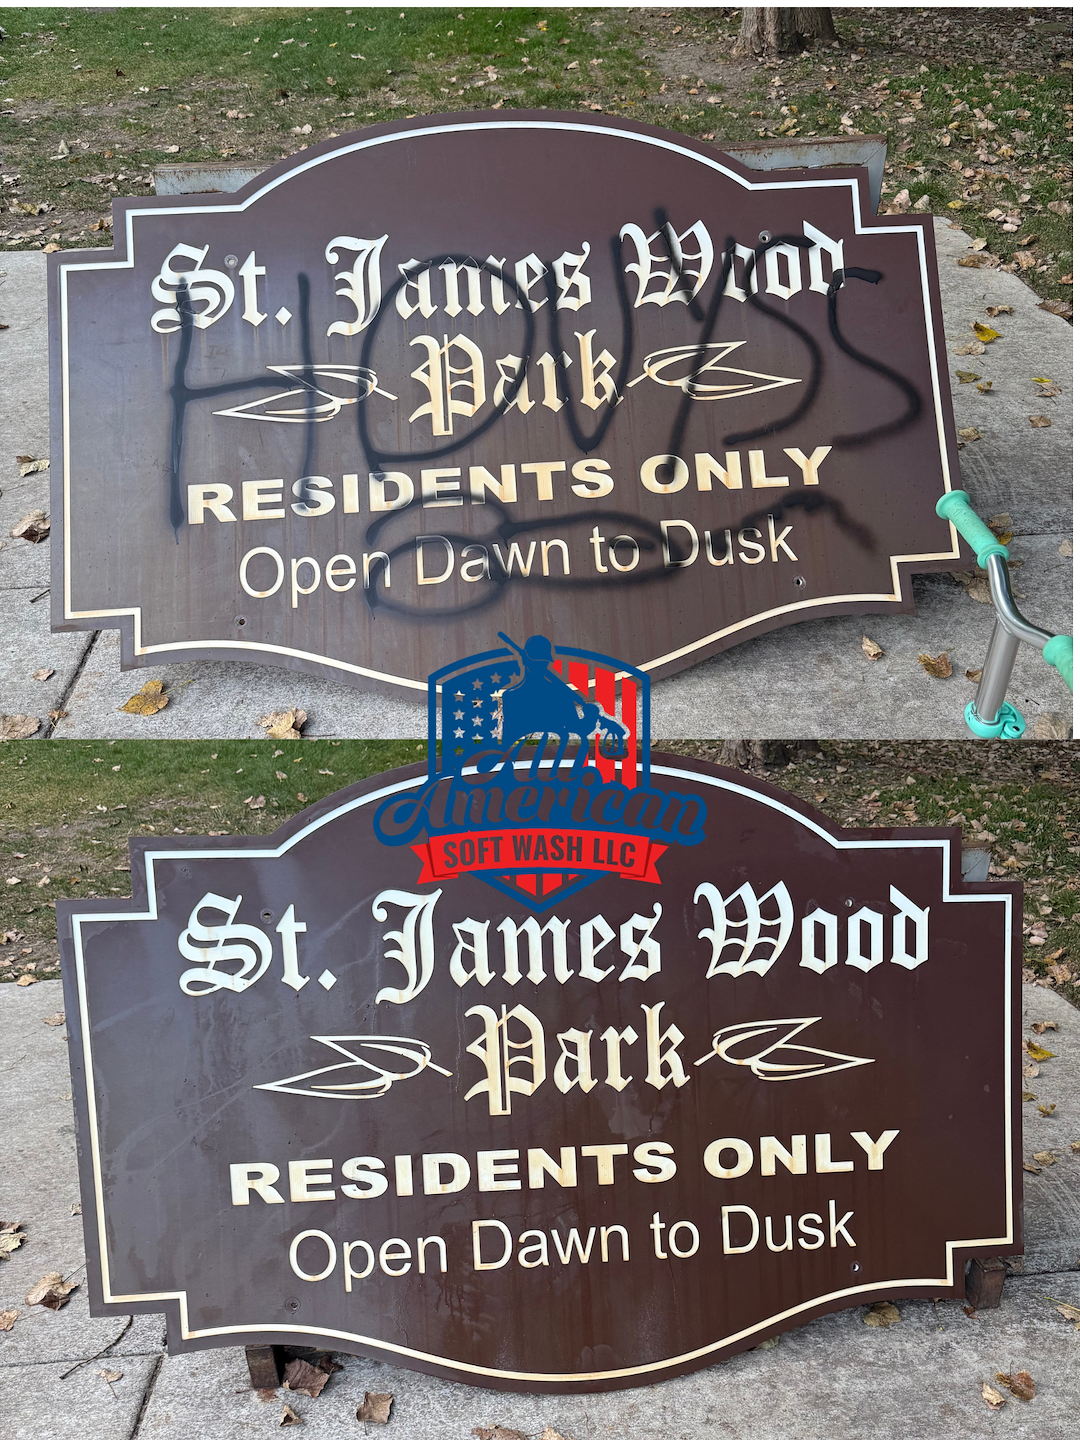 St. James Wood
Park
RESIDENTS ONLY
Open Dawn to Dusk
All
American
SOFT WASH LLC
St. James Wood
Park
RESIDENTS ONLY
Open Dawn to Dusk